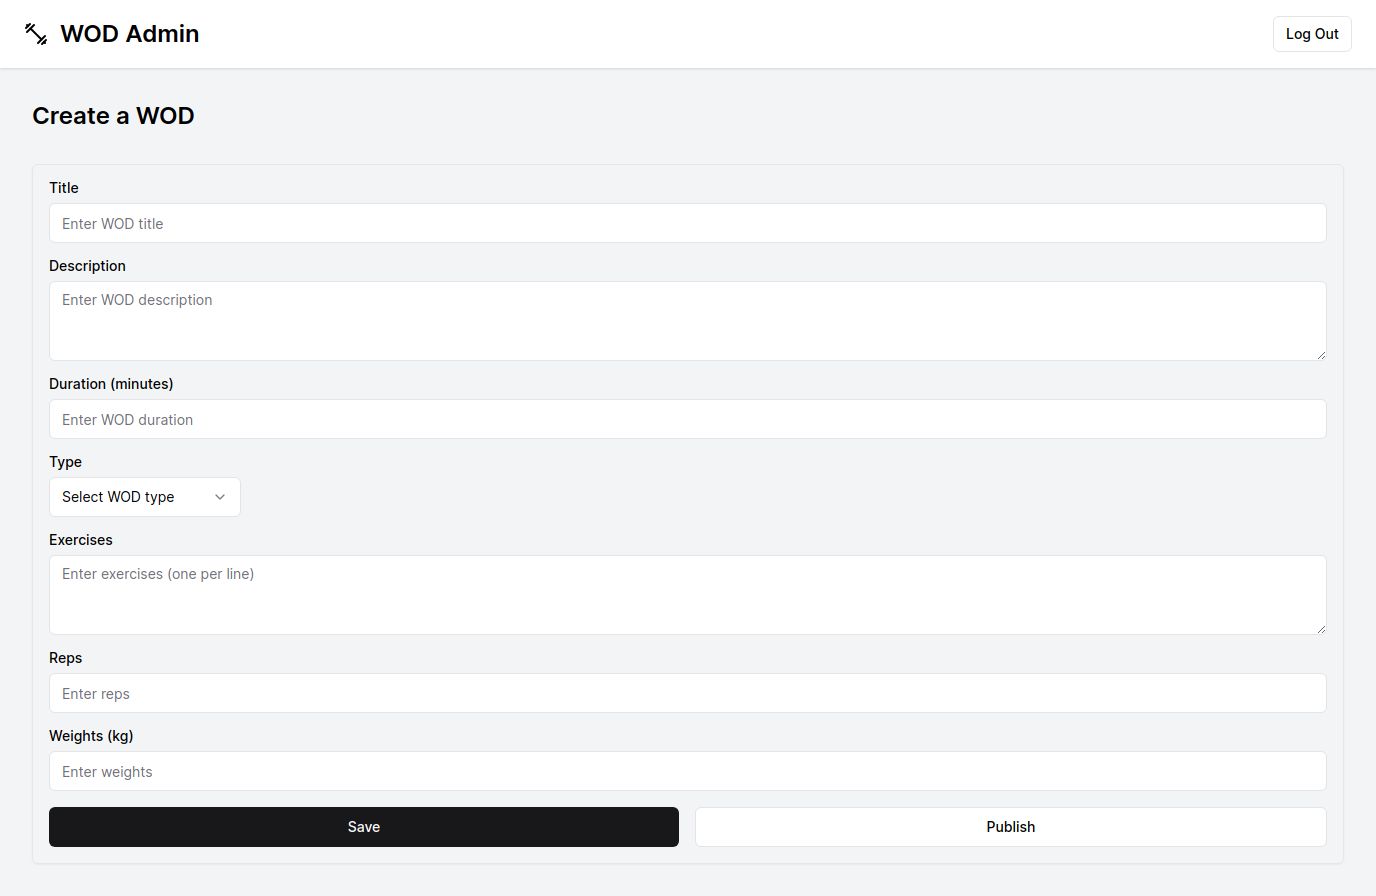 WOD Admin
Log Out
Create a WOD
Title
Enter WOD title
Description
Enter WOD description
Duration (minutes)
Enter WOD duration
Type
Select WOD type
Exercises
Enter exercises (one per line)
Reps
Enter reps
Weights (kg)
Enter weights
Save
Publish